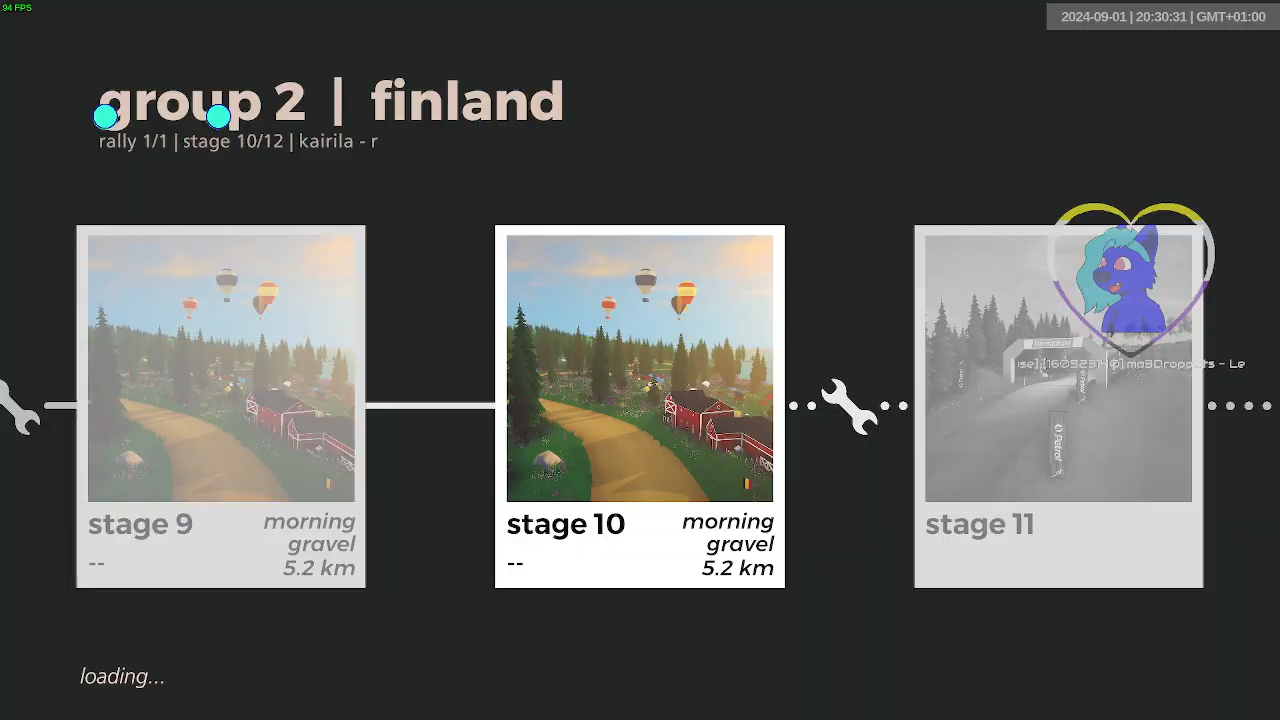 94 FPS
2024-09-01 | 20:30:31 | GMT+01:00
group 2 | finland
rally 1/1 | stage 10/12 | kairila - r
Petrol
stage 9
morning
gravel
5.2 km
--
stage 10
morning
gravel
5.2 km
--
stage 11
loading...